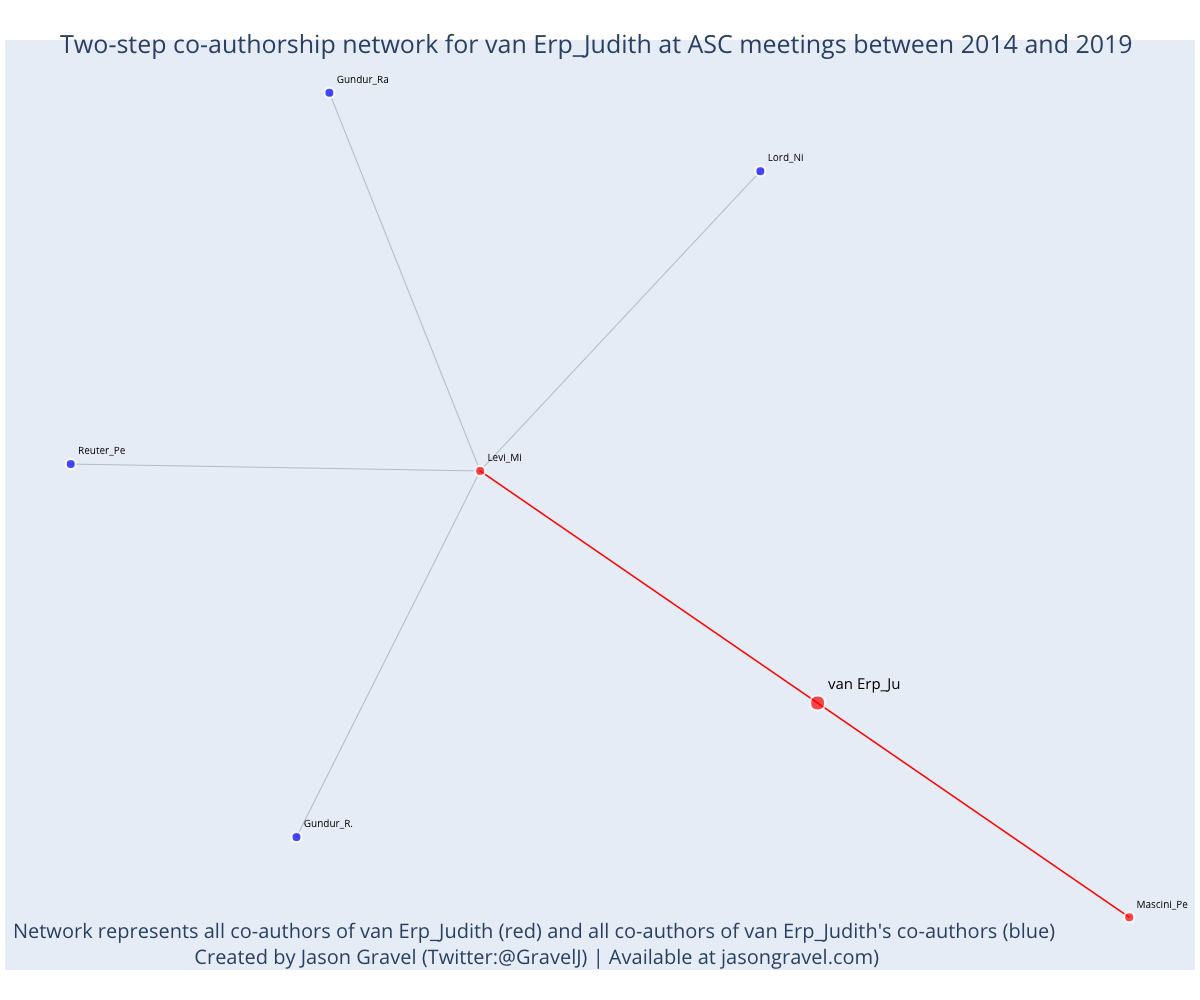 Two-step co-authorship network for van Erp_Judith at ASC meetings between 2014 and 2019
Gundur_Ra
Lord_Ni
Reuter_Pe
Levi_Mi
van Erp_Ju
Gundur_R.
Mascini_Pe
Network represents all co-authors of van Erp_Judith (red) and all co-authors of van Erp_Judith's co-authors (blue)
Created by Jason Gravel (Twitter:@GravelJ) | Available at jasongravel.com)